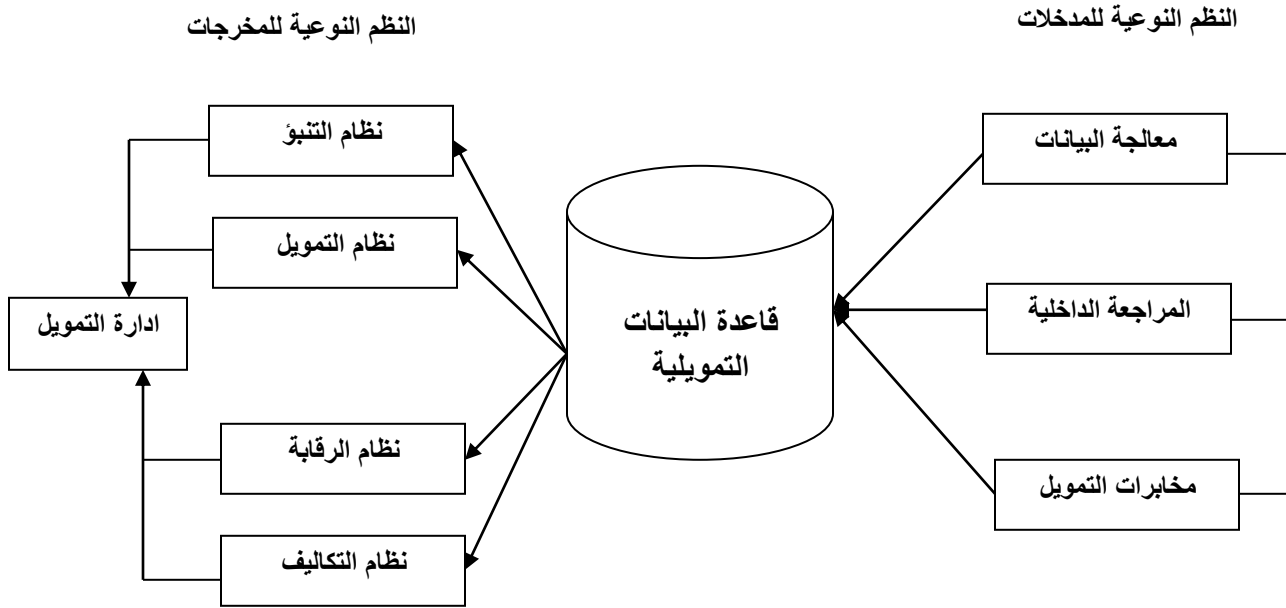 النظم النوعية للمدخلات
النظم النوعية للمخرجات
معالجة البيانات
المراجعة الداخلية
مخابرات التمويل
قاعدة البيانات
التمويلية
نظام التنبؤ
نظام التمويل
نظام الرقابة
نظام التكاليف
ادارة التمويل